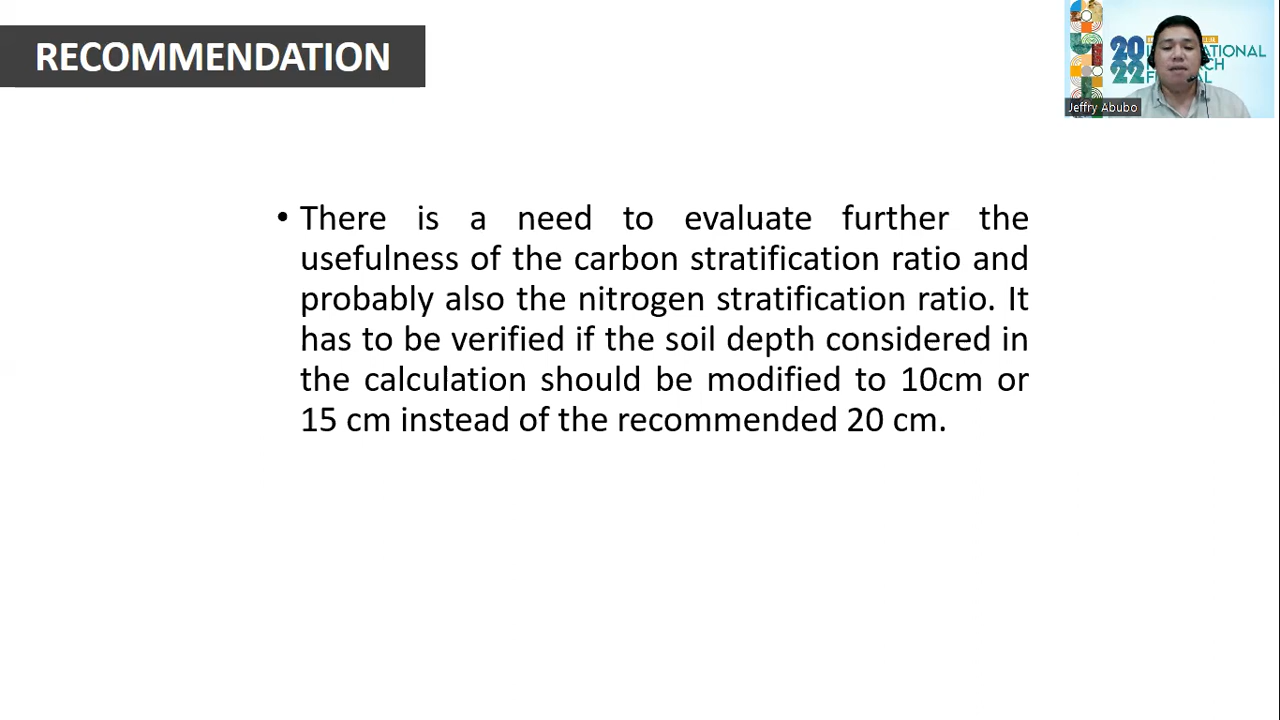 RECOMMENDATION
2022
Jeffry Abubo
• There is a need to evaluate further the
usefulness of the carbon stratification ratio and
probably also the nitrogen stratification ratio. It
has to be verified if the soil depth considered in
the calculation should be modified to 10cm or
15 cm instead of the recommended 20 cm.